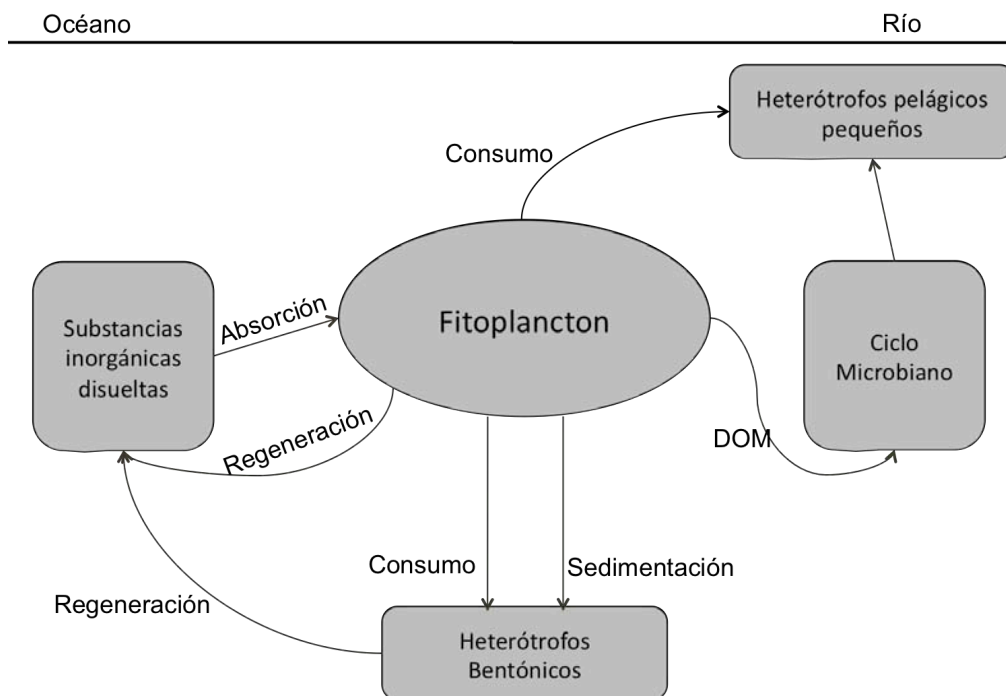 Océano
Río
Heterótrofos pelágicos
pequeños
Consumo
Substancias
inorgánicas
disueltas
Absorción
Fitoplancton
Ciclo
Microbiano
Regeneración
DOM
Consumo
Sedimentación
Regeneración
Heterótrofos
Bentónicos